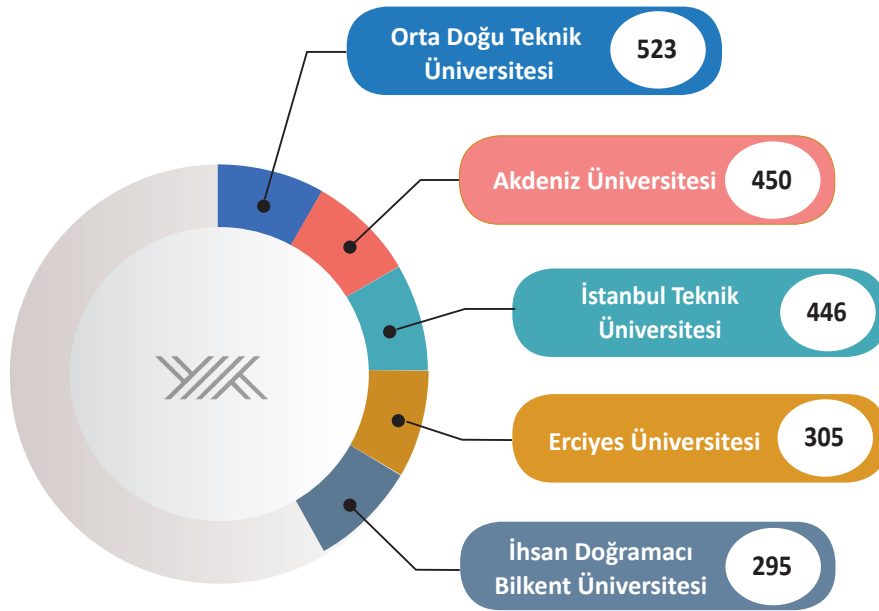 Orta Doğu Teknik
Üniversitesi
523
Akdeniz Üniversitesi
450
İstanbul Teknik
Üniversitesi
446
Erciyes Üniversitesi
305
İhsan Doğramacı
Bilkent Üniversitesi
295